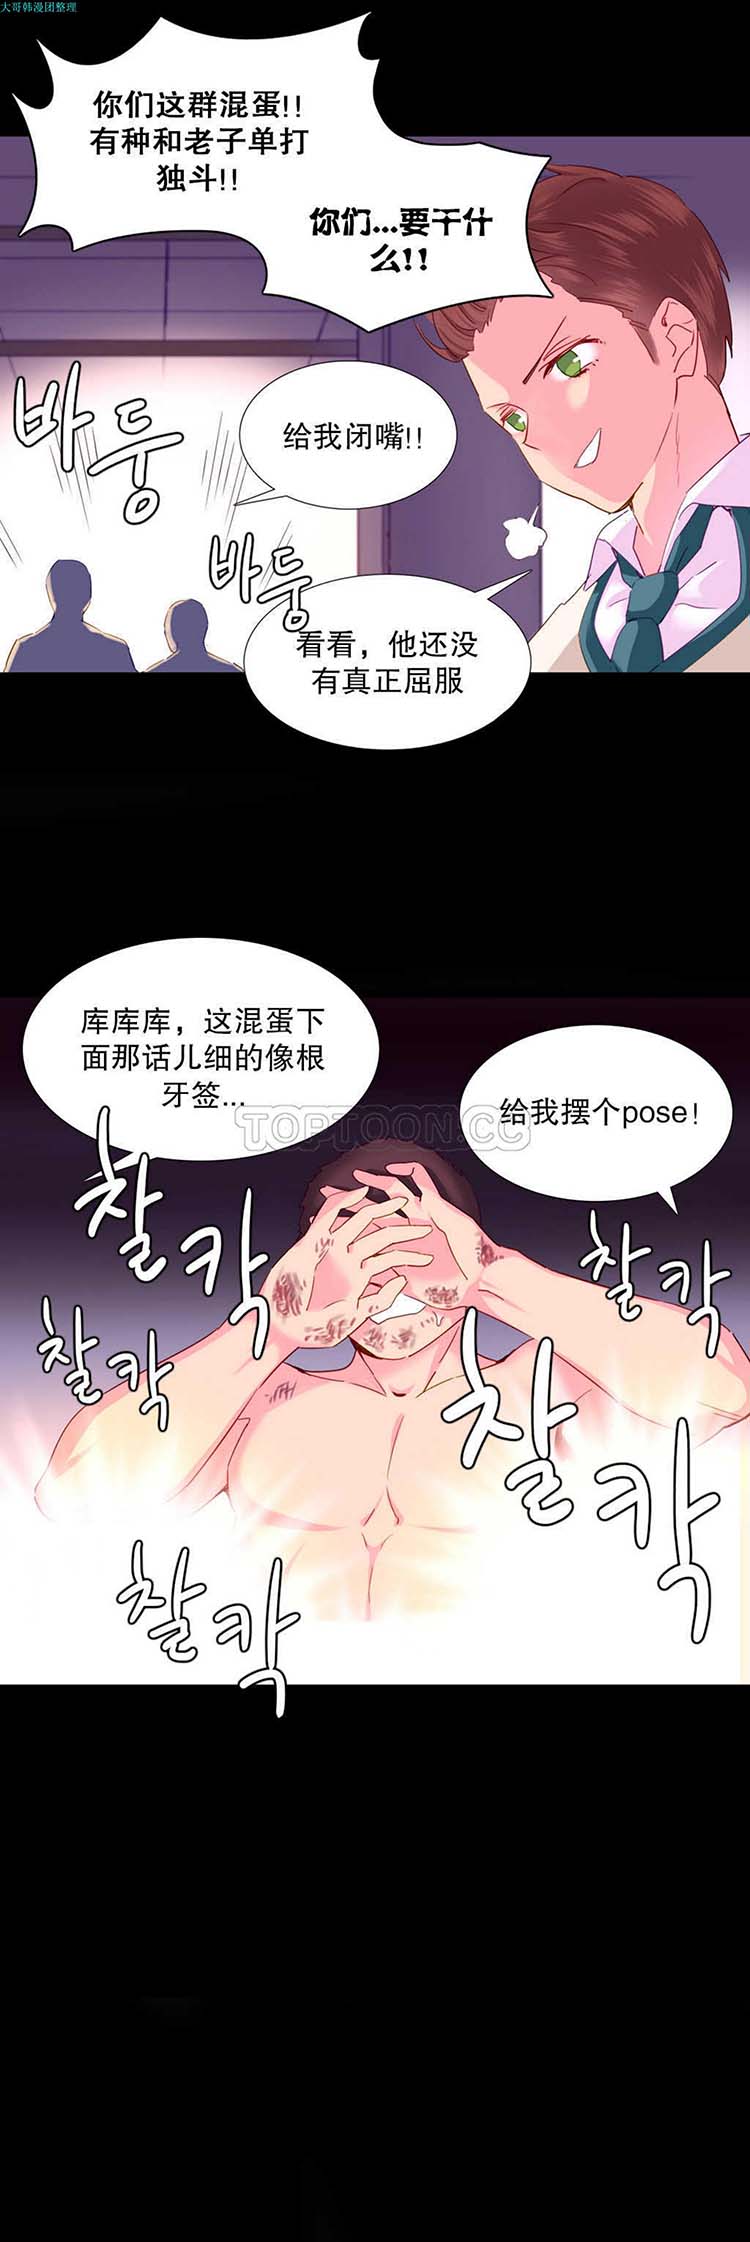 大哥韩漫团整理
你们这群混蛋!!
有种和老子单打
独斗!!
你们...要干什
么!!
给我闭嘴!!
바둥
바둥
看看，他还没
有真正屈服
库库库，这混蛋下
面那话儿细的像根
牙签...
给我摆个pose!
TOPTOON.CC
찰칵
찰칵
찰칵
찰칵
찰칵